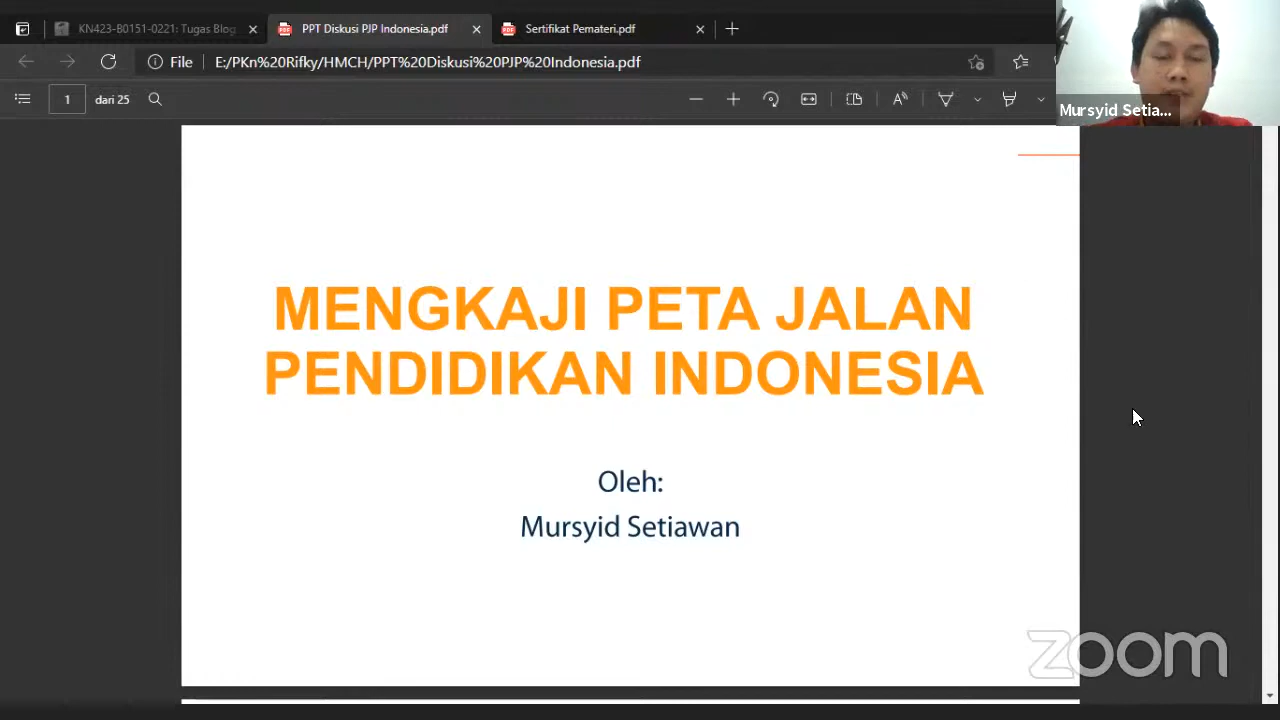 KN423-B0151-0221: Tugas Blog
PPT Diskusi PJP Indonesia.pdf
Sertifikat Pemateri.pdf
File
E:/PKn%20Rifky/HMCH/PPT%20Diskusi%20PJP%20Indonesia.pdf
1 dari 25
Mursyid Setia...
MENGKAJI PETA JALAN
PENDIDIKAN INDONESIA
Oleh:
Mursyid Setiawan
zoom